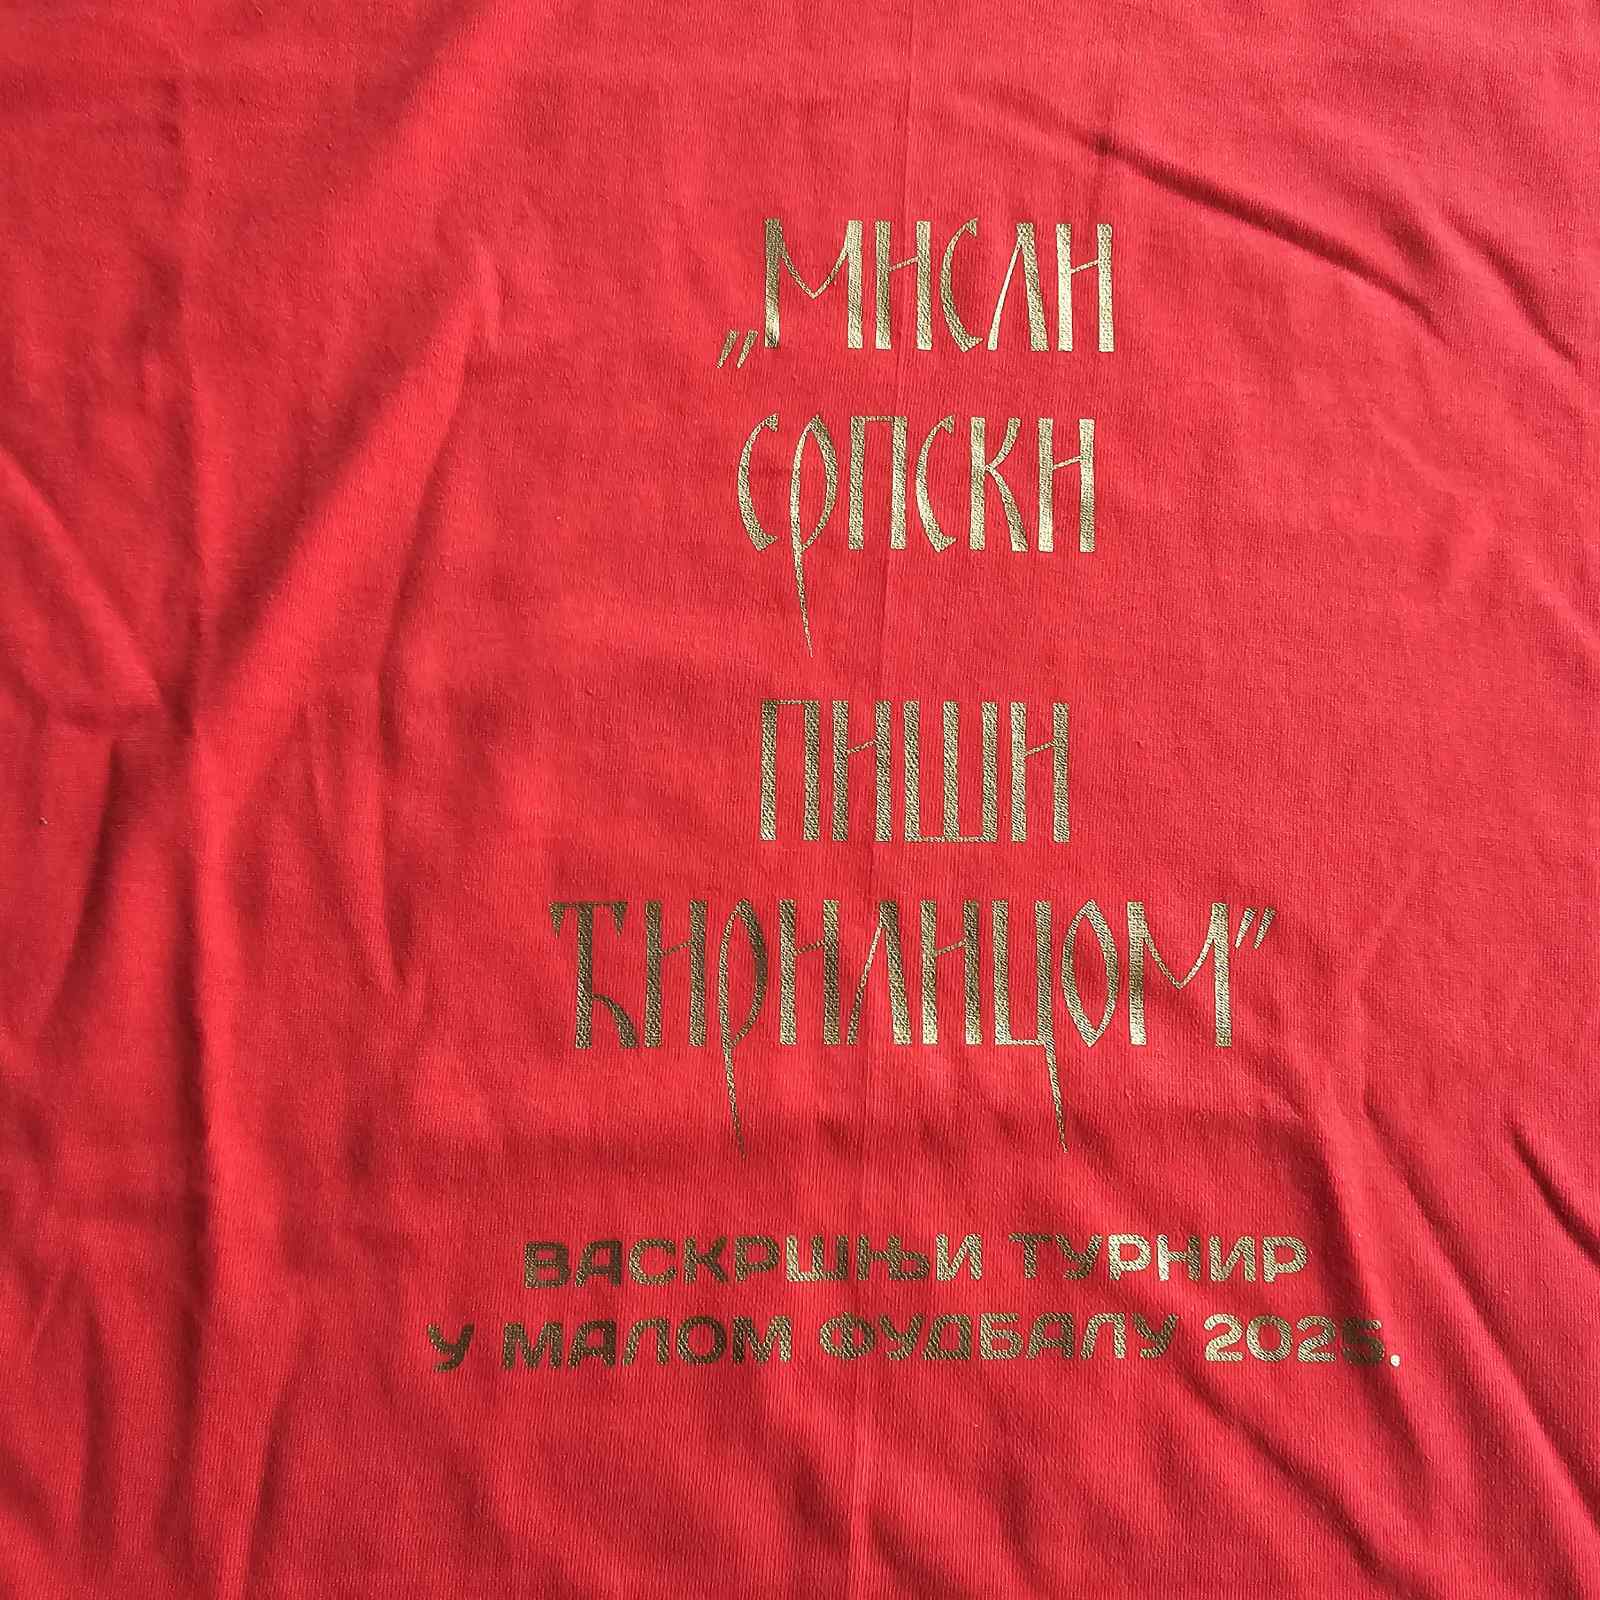 „МИСЛИ
СРПСКИ
ПИШИ
ЋИРИЛИЦОМ”
ВАСКРШЊИ ТУРНИР
У МАЛОМ ФУДБАЛУ 2025.